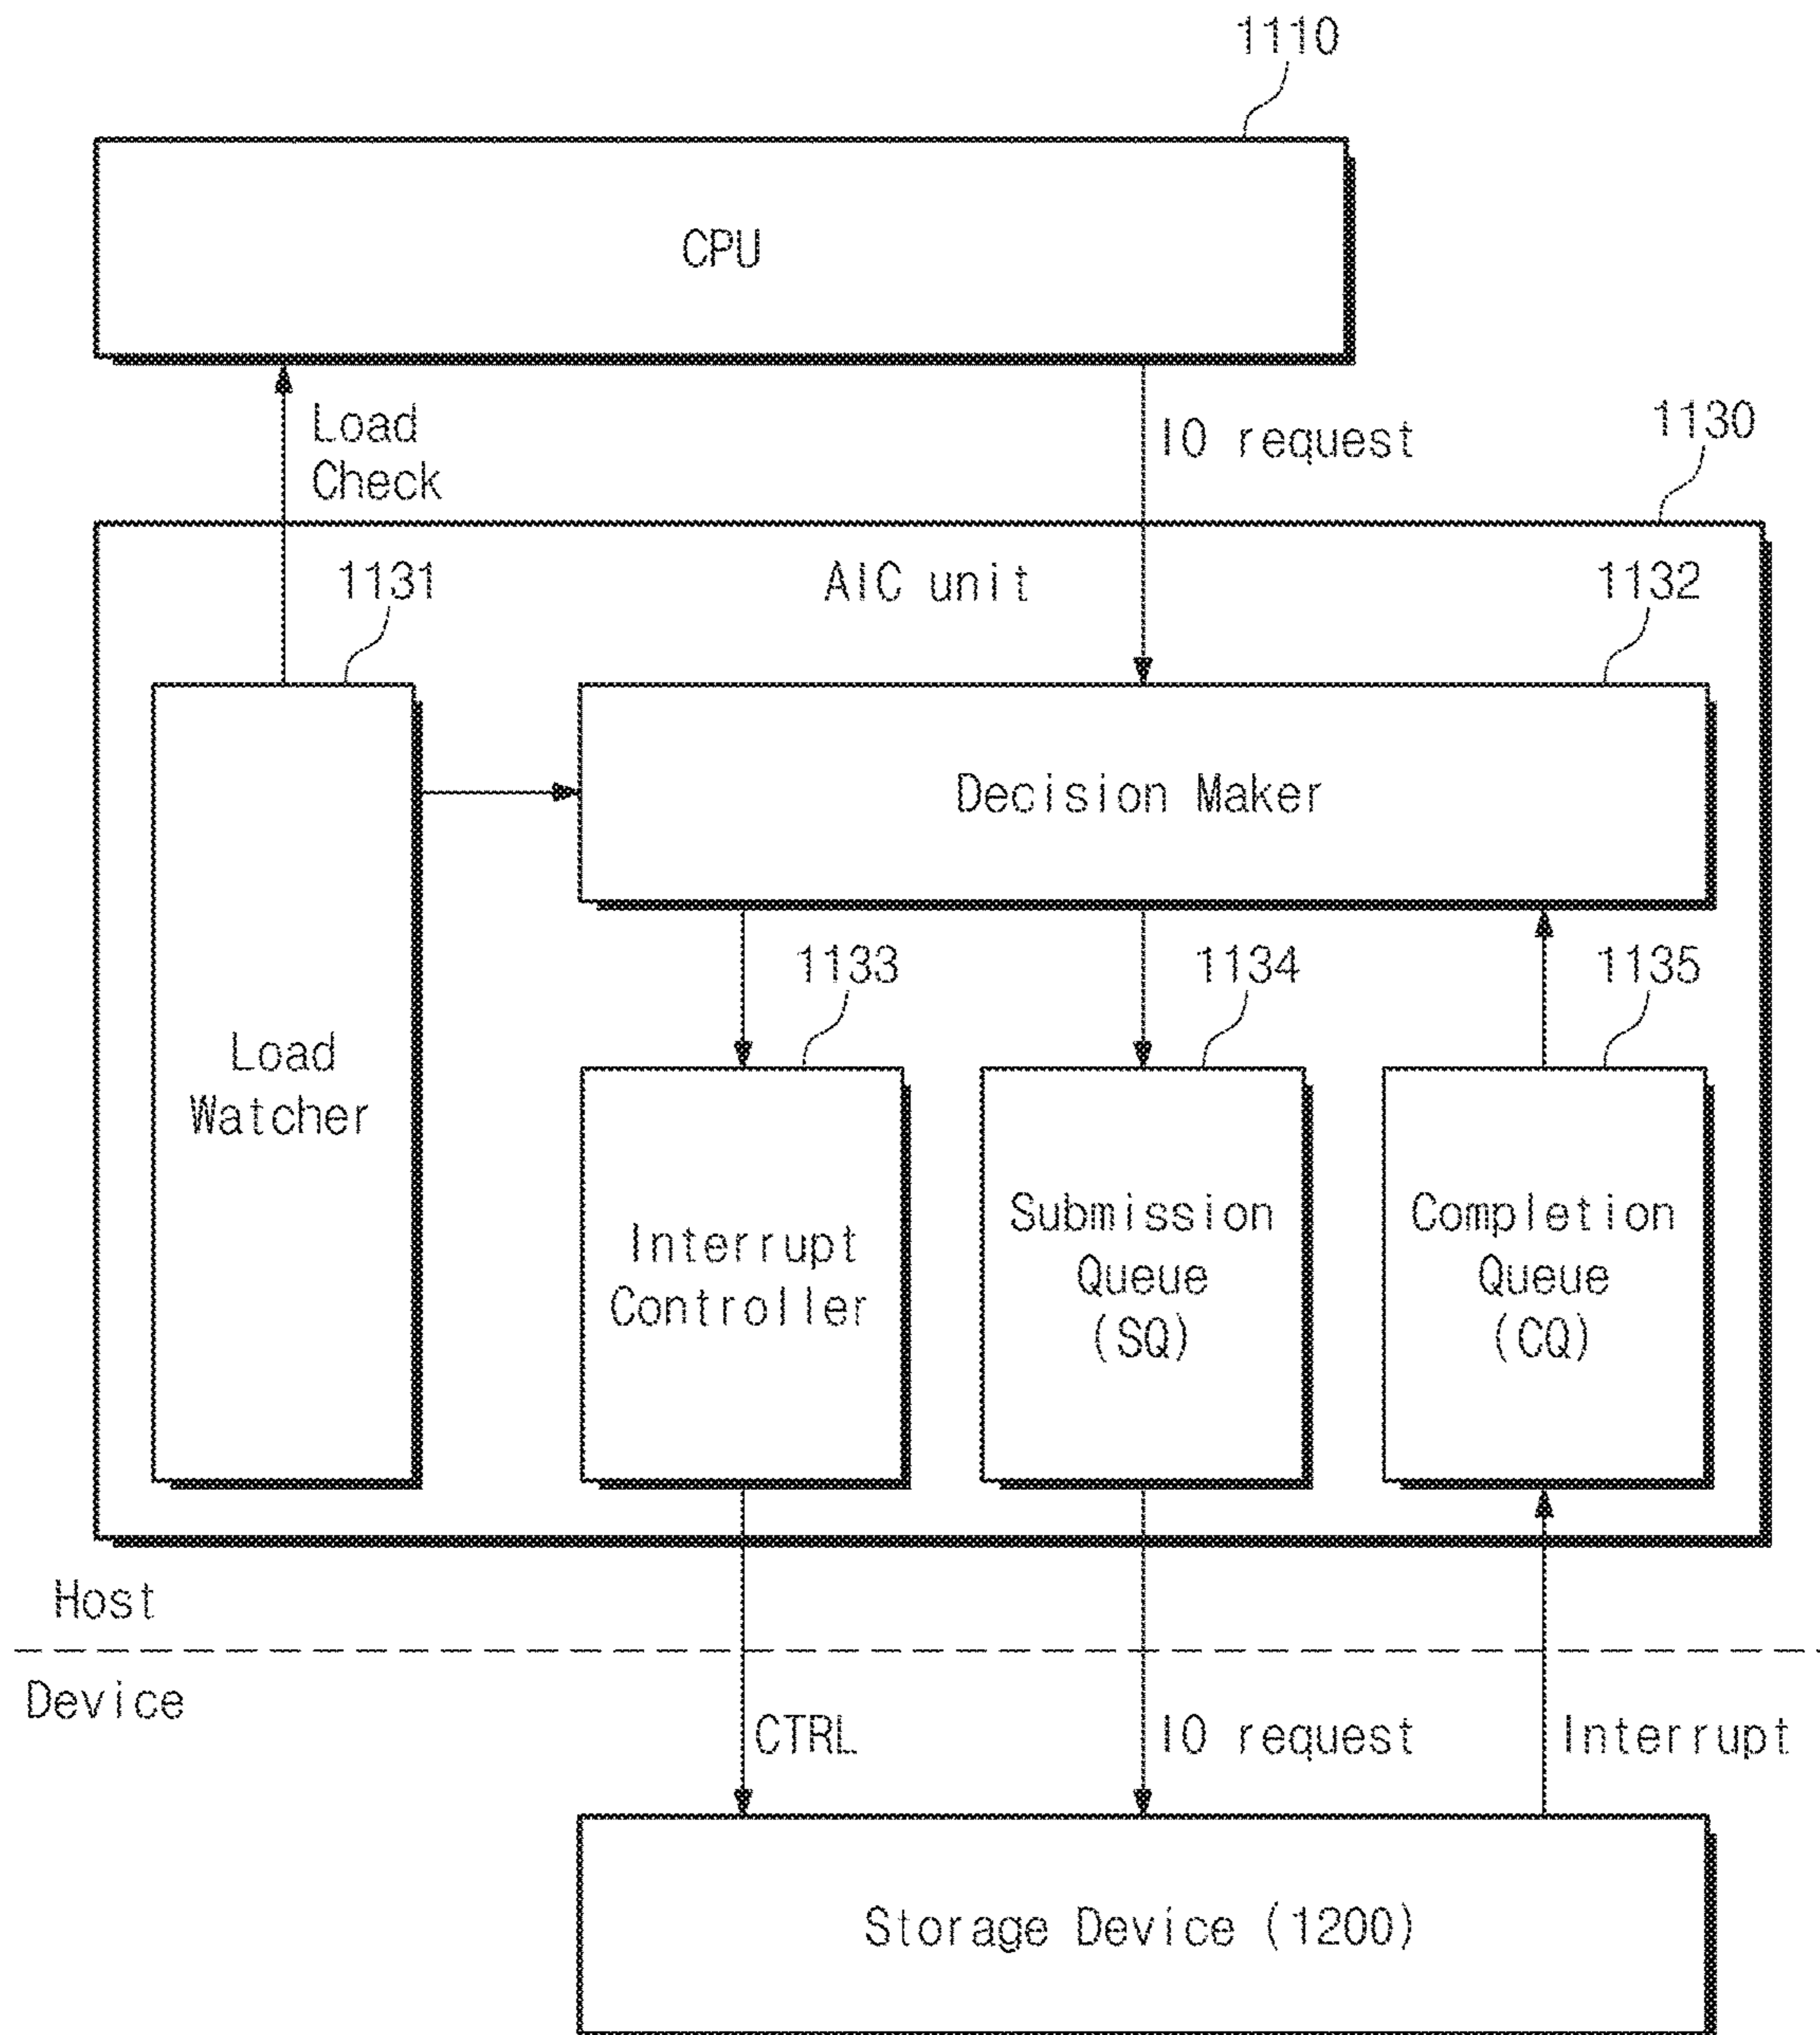 1110
CPU
Load
Check
IO request
1130
AIC unit
1131
1132
Decision Maker
1133
1134
1135
Load
Watcher
Interrupt
Controller
Submission
Queue
(SQ)
Completion
Queue
(CQ)
Host
Device
CTRL
IO request
Interrupt
Storage Device (1200)